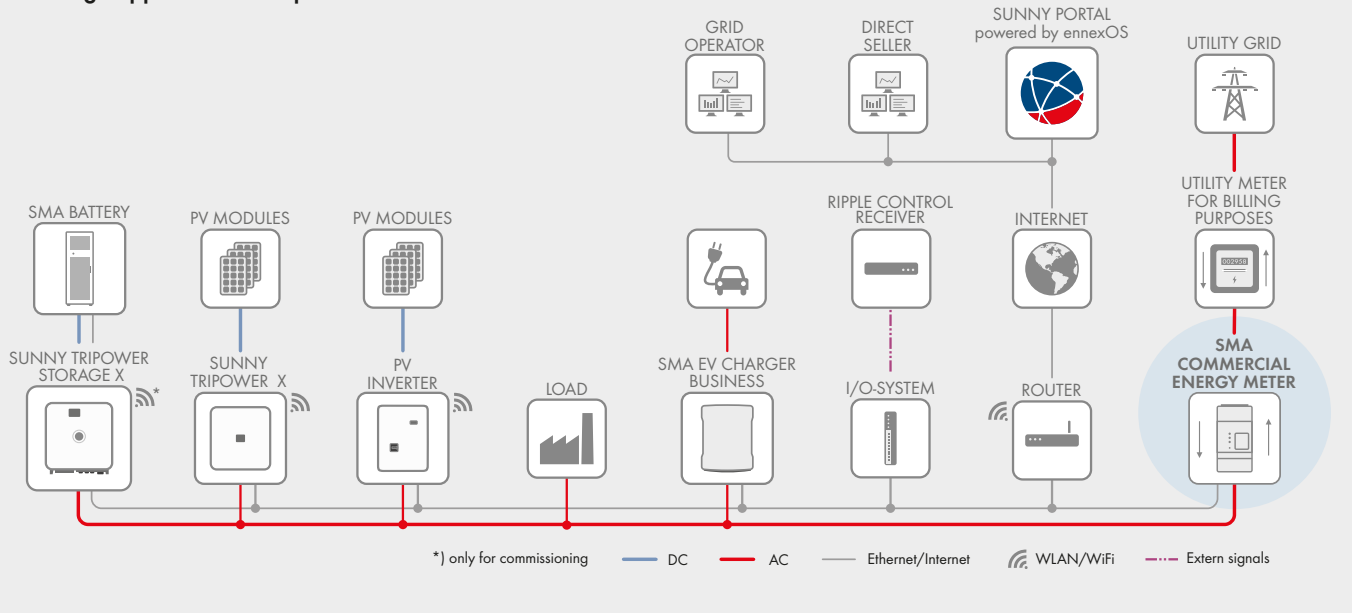 GRID
OPERATOR
DIRECT
SELLER
SUNNY PORTAL
powered by ennexOS
UTILITY GRID
SMA BATTERY
PV MODULES
PV MODULES
RIPPLE CONTROL
RECEIVER
INTERNET
UTILITY METER
FOR BILLING
PURPOSES
002958
SUNNY TRIPOWER
STORAGE X
*
SUNNY
TRIPOWER X
PV
INVERTER
LOAD
SMA EV CHARGER
BUSINESS
I/O-SYSTEM
ROUTER
SMA
COMMERCIAL
ENERGY METER
*) only for commissioning
DC
AC
Ethernet/Internet
WLAN/WiFi
Extern signals